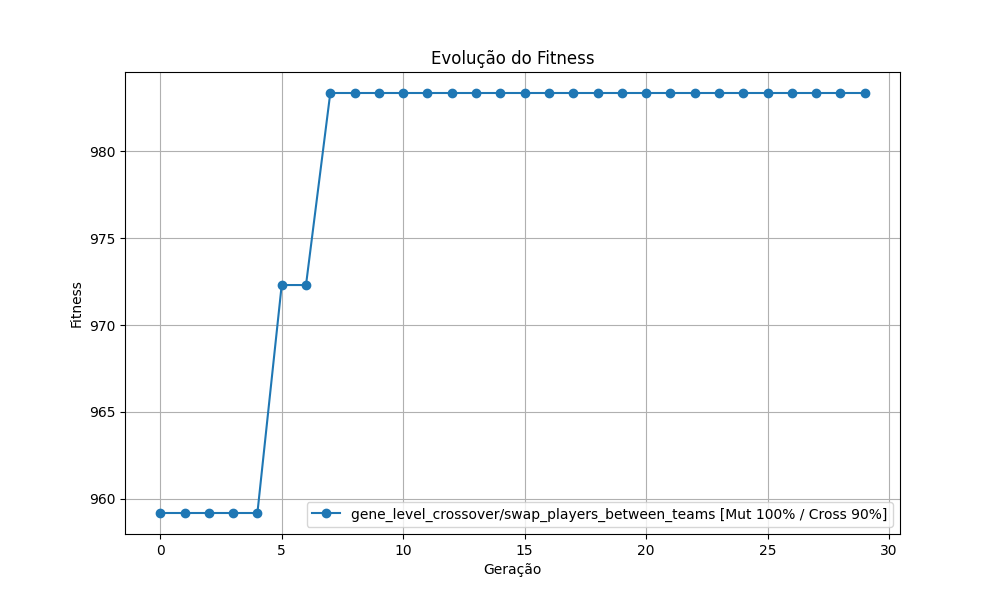 Evolução do Fitness
Fitness
980
975
970
965
960
gene_level_crossover/swap_players_between_teams [Mut 100% / Cross 90%]
0 5 10 15 20 25 30
Geração